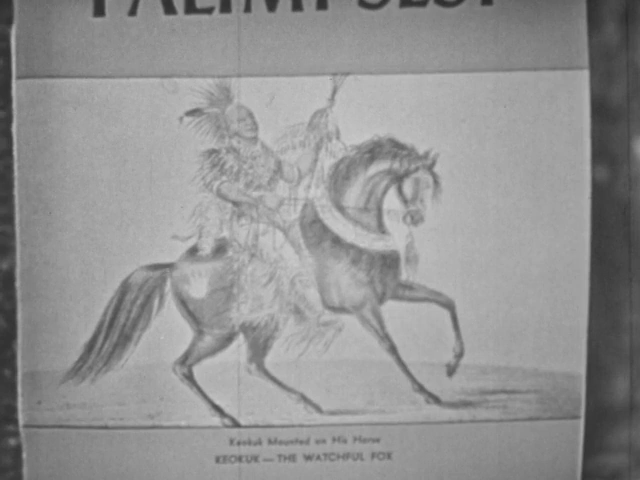 PALIMPSEST
Keokuk Mounted on His Horse
KEOKUK — THE WATCHFUL FOX